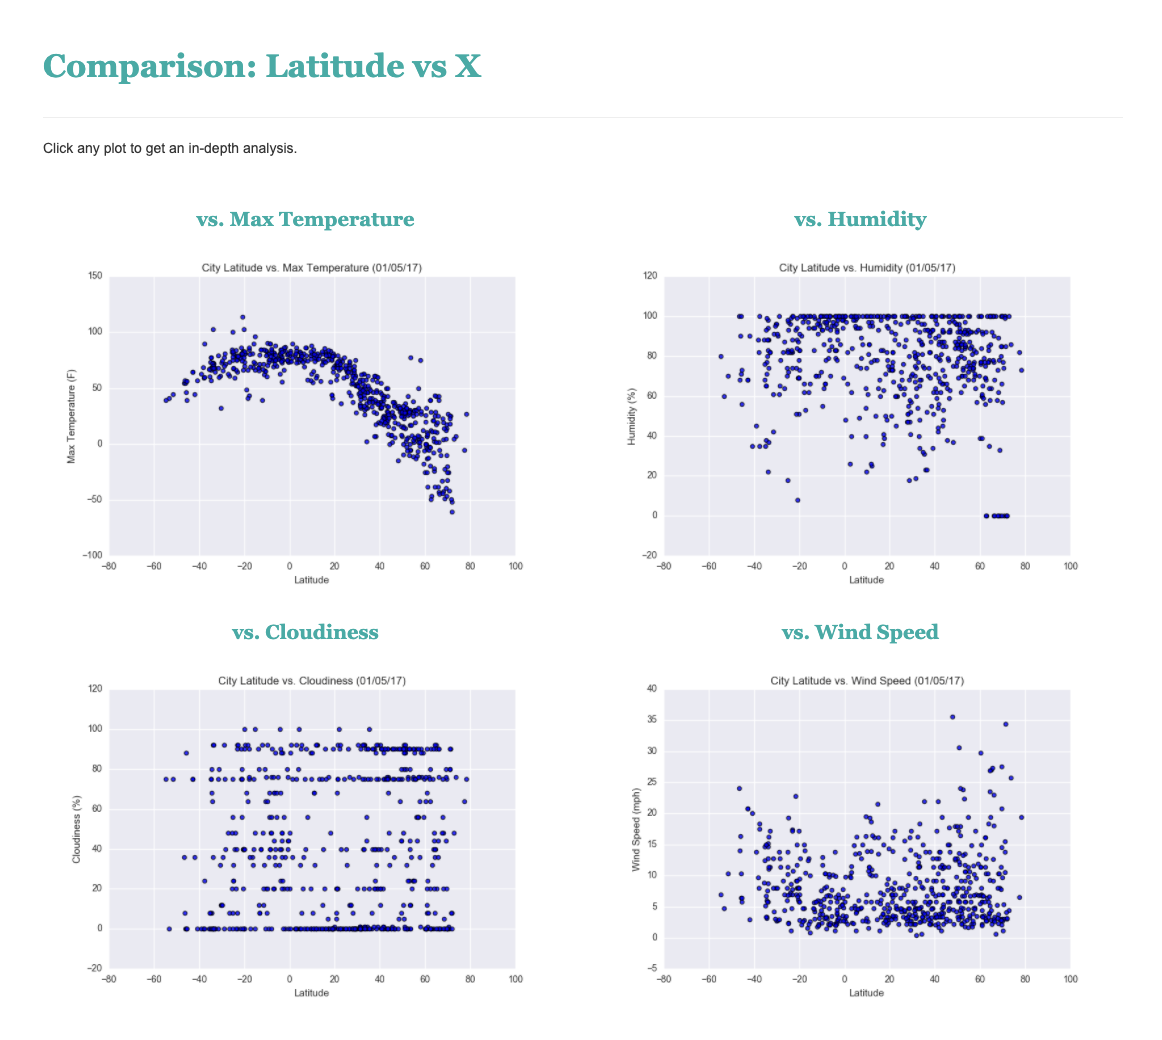 Comparison: Latitude vs X
Click any plot to get an in-depth analysis.
vs. Max Temperature
City Latitude vs. Max Temperature (01/05/17)
150
100
50
0
−50
−100
Max Temperature (F)
−80 −60 −40 −20 0 20 40 60 80 100
Latitude
vs. Humidity
City Latitude vs. Humidity (01/05/17)
120
100
80
60
40
20
0
−20
Humidity (%)
−80 −60 −40 −20 0 20 40 60 80 100
Latitude
vs. Cloudiness
City Latitude vs. Cloudiness (01/05/17)
120
100
80
60
40
20
0
−20
Cloudiness (%)
−80 −60 −40 −20 0 20 40 60 80 100
Latitude
vs. Wind Speed
City Latitude vs. Wind Speed (01/05/17)
40
35
30
25
20
15
10
5
0
−5
Wind Speed (mph)
−80 −60 −40 −20 0 20 40 60 80 100
Latitude